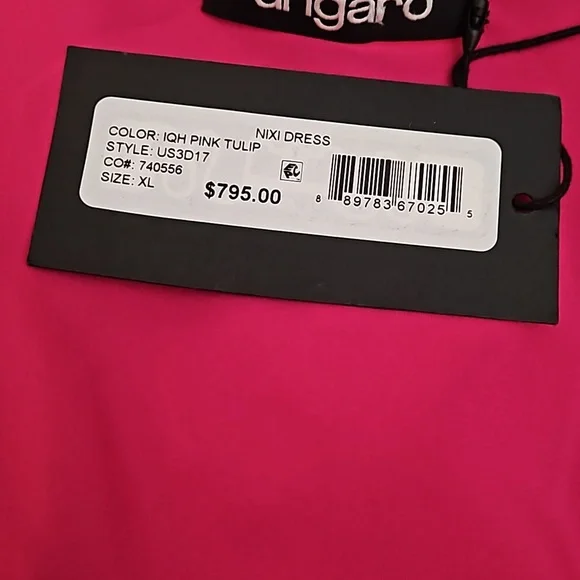 ungaro
NIXI DRESS
COLOR: IQH PINK TULIP
STYLE: US3D17
CO#: 740556
SIZE: XL
$795.00
8 89783 67025 5